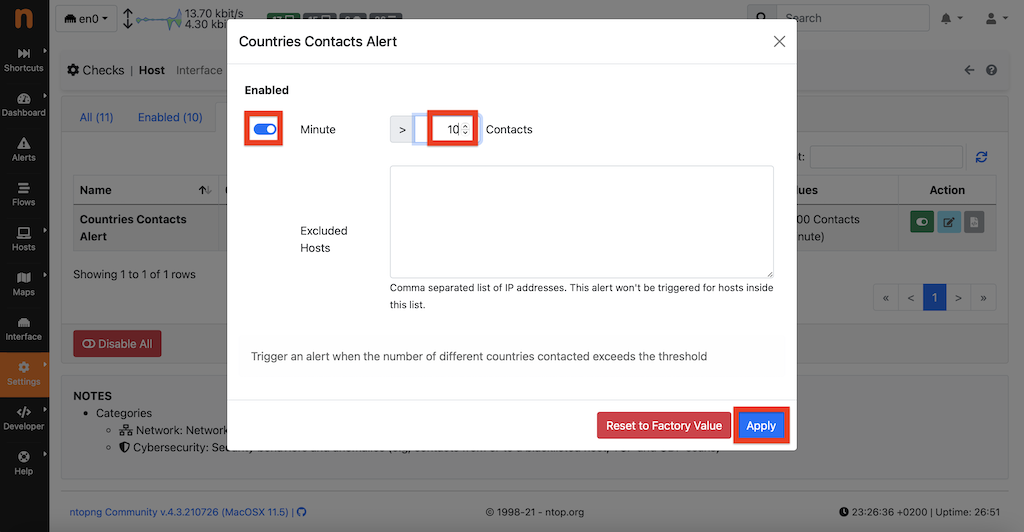 n
en0
13.70 kbit/s
4.30 kb
Search
Shortcuts
Dashboard
Alerts
Flows
Hosts
Maps
Interface
Settings
Developer
Help
Checks | Host Interface
All (11) Enabled (10)
Name
Action
Countries Contacts
Alert
00 Contacts
Showing 1 to 1 of 1 rows
« < 1 > »
Disable All
NOTES
Categories
Network: Network
Cybersecurity:
Countries Contacts Alert
Enabled
Minute > 10 Contacts
Excluded
Hosts
Comma separated list of IP addresses. This alert won't be triggered for hosts inside
this list.
Trigger an alert when the number of different countries contacted exceeds the threshold
Reset to Factory Value Apply
ntopng Community v.4.3.210726 (MacOSX 11.5) |
© 1998-21 - ntop.org
23:26:36 +0200 | Uptime: 26:51